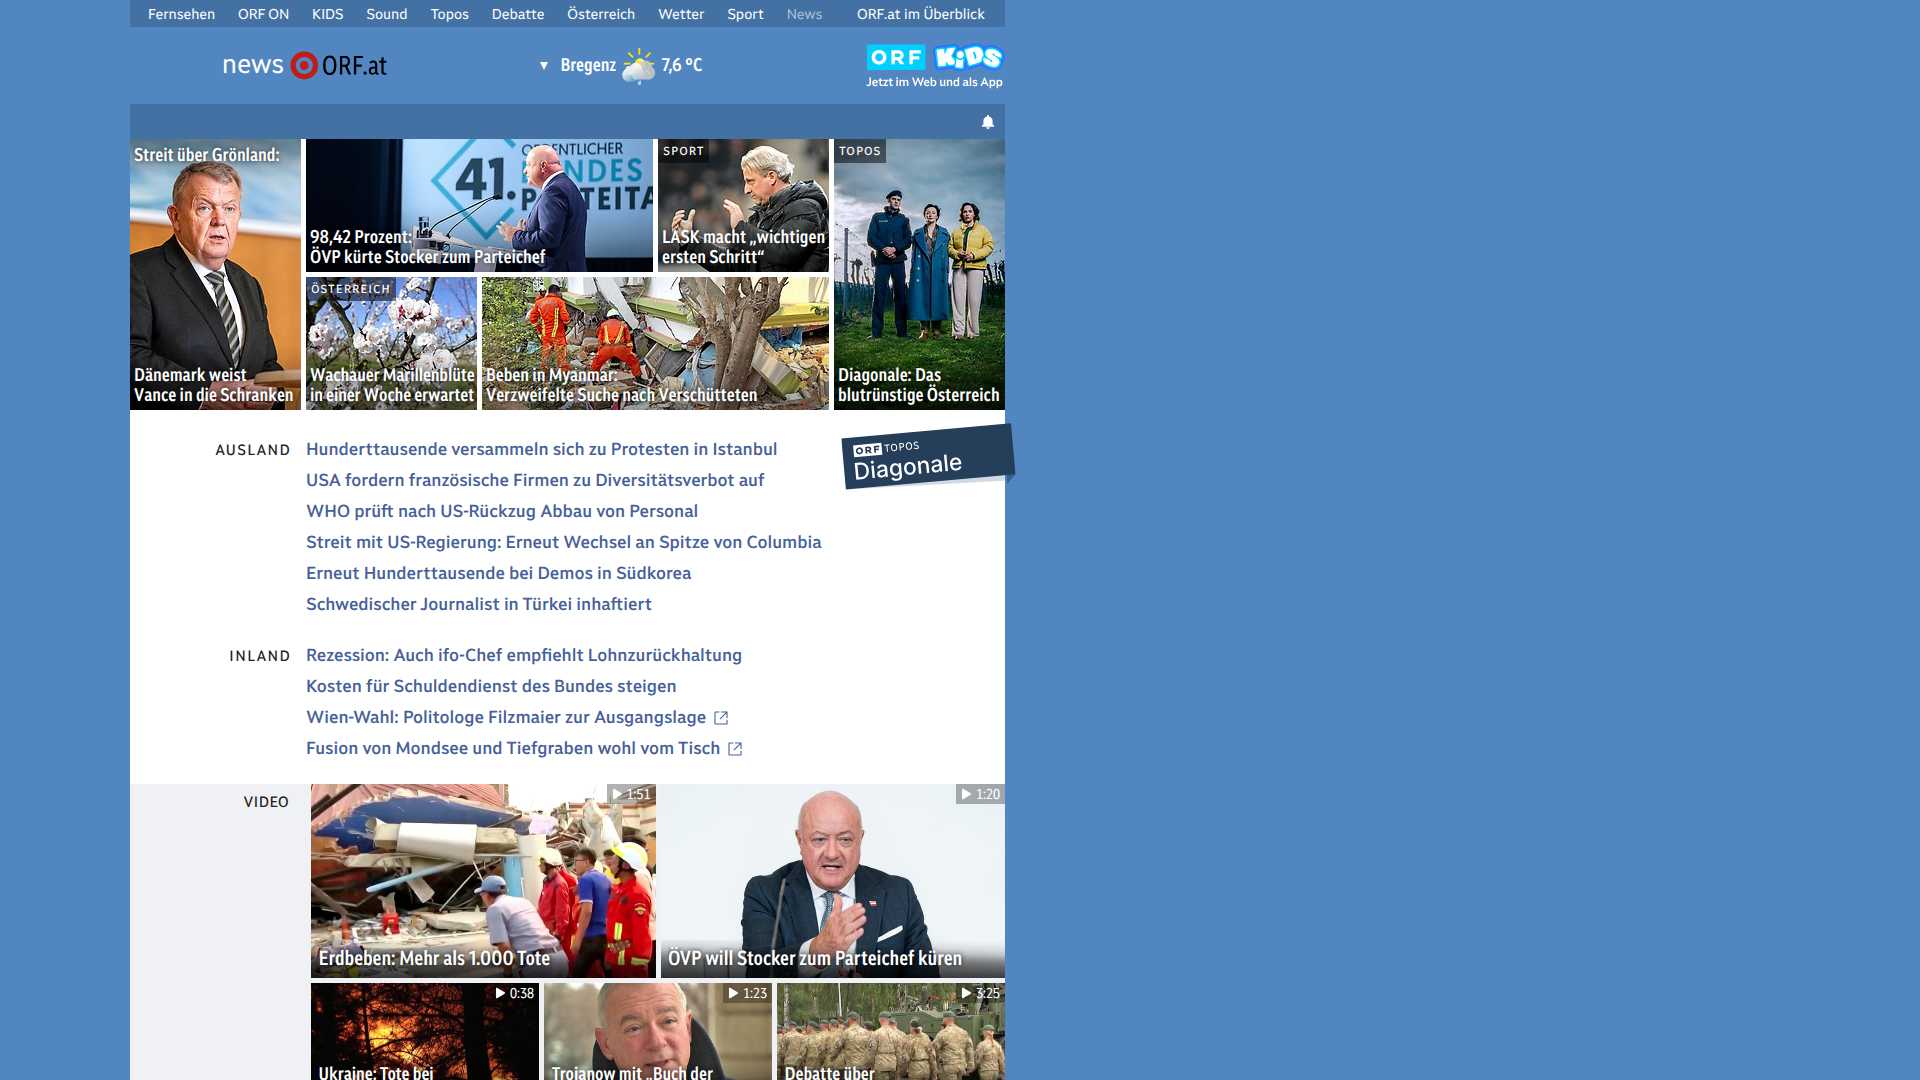 Fernsehen ORF ON KIDS Sound Topos Debatte Österreich Wetter Sport News ORF.at im Überblick
news ORF.at
Bregenz 7,6 °C
ORF KiDS
Jetzt im Web und als App
Streit über Grönland:
Dänemark weist
Vance in die Schranken
ÖFFENTLICHER
41.
98,42 Prozent:
ÖVP kürte Stocker zum Parteichef
SPORT
LASK macht „wichtigen
ersten Schritt“
TOPOS
Diagonale: Das
blutrünstige Österreich
ÖSTERREICH
Wachauer Marillenblüte
in einer Woche erwartet
Beben in Myanmar:
Verzweifelte Suche nach Verschütteten
AUSLAND
Hunderttausende versammeln sich zu Protesten in Istanbul
USA fordern französische Firmen zu Diversitätsverbot auf
WHO prüft nach US-Rückzug Abbau von Personal
Streit mit US-Regierung: Erneut Wechsel an Spitze von Columbia
Erneut Hunderttausende bei Demos in Südkorea
Schwedischer Journalist in Türkei inhaftiert
ORF TOPOS
Diagonale
INLAND
Rezession: Auch ifo-Chef empfiehlt Lohnzurückhaltung
Kosten für Schuldendienst des Bundes steigen
Wien-Wahl: Politologe Filzmaier zur Ausgangslage
Fusion von Mondsee und Tiefgraben wohl vom Tisch
VIDEO
1:51
Erdbeben: Mehr als 1.000 Tote
1:20
ÖVP will Stocker zum Parteichef küren
0:38
Ukraine: Tote bei
1:23
Trojanow mit „Buch der
3:25
Debatte über